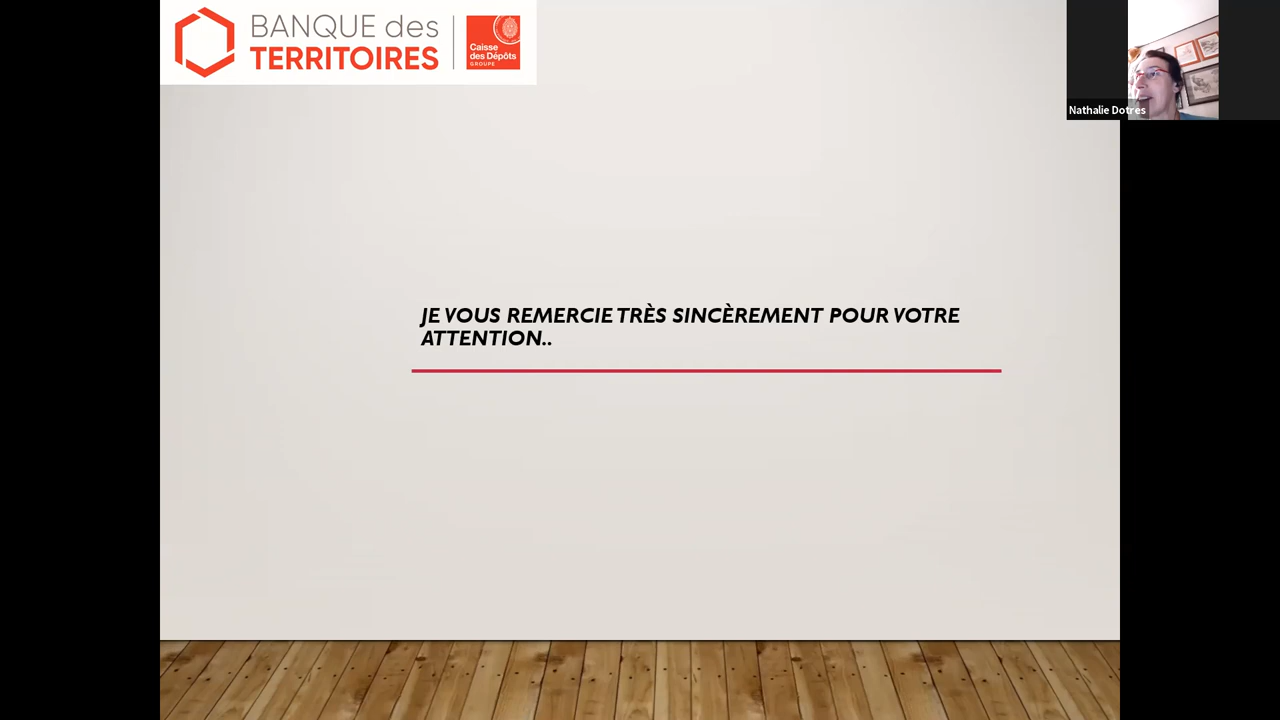 BANQUE des
TERRITOIRES
Caisse
des Dépôts
GROUPE
Nathalie Dotres
JE VOUS REMERCIE TRÈS SINCÈREMENT POUR VOTRE
ATTENTION..